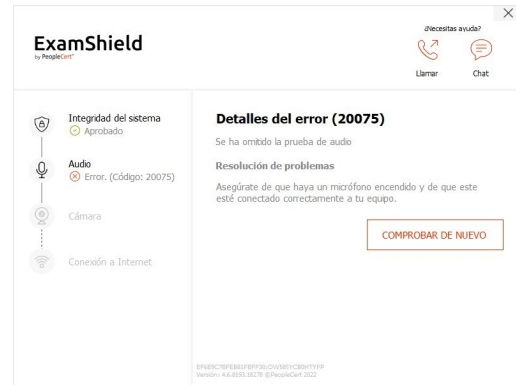 ¿Necesitas ayuda?
ExamShield
by PeopleCert
Llamar
Chat
Integridad del sistema
Aprobado
Audio
Error. (Código: 20075)
Cámara
Conexión a Internet
Detalles del error (20075)
Se ha omitido la prueba de audio
Resolución de problemas
Asegúrate de que haya un micrófono encendido y de que este
esté conectado correctamente a tu equipo.
COMPROBAR DE NUEVO
©PeopleCert 2022